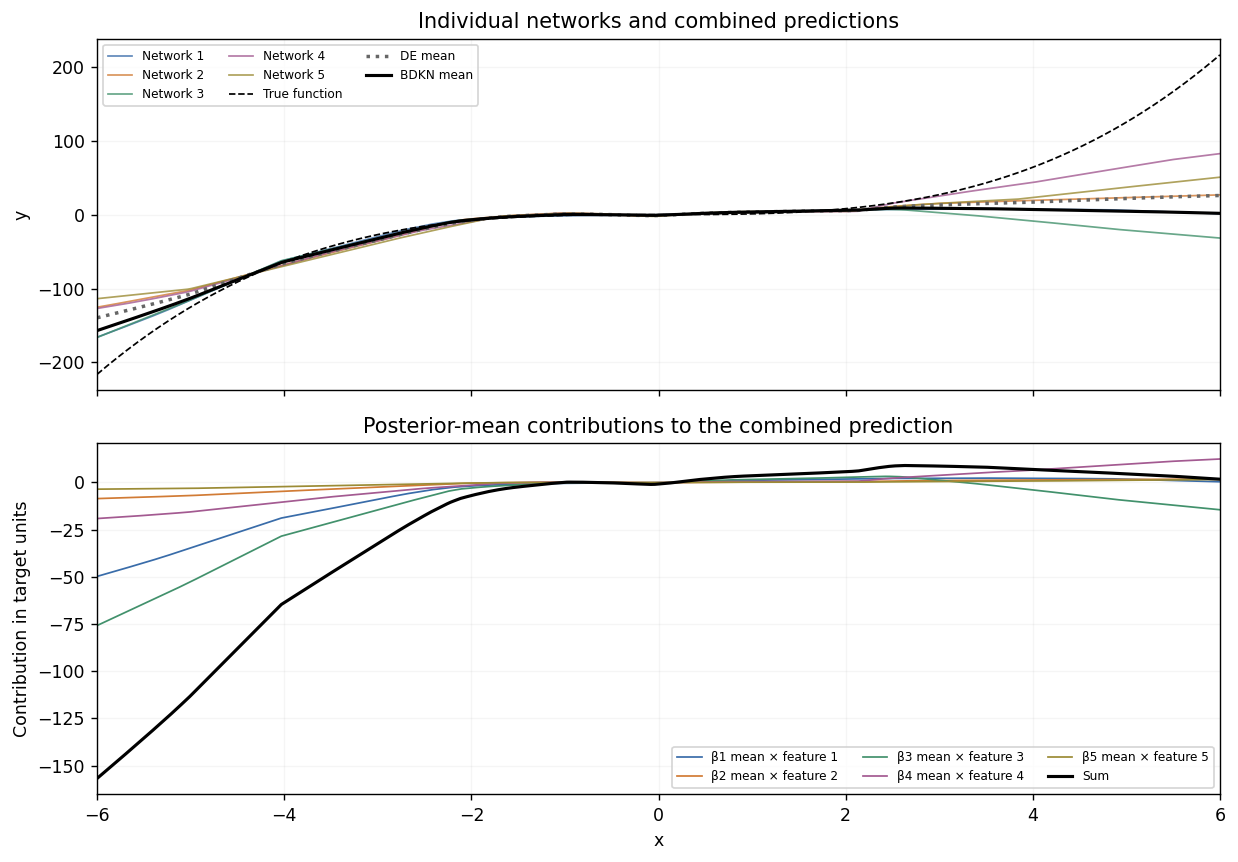 Individual networks and combined predictions
Network 1 Network 4 DE mean
Network 2 Network 5 BDKN mean
Network 3 True function
200
100
0
−100
−200
y
Posterior-mean contributions to the combined prediction
0
−25
−50
−75
−100
−125
−150
Contribution in target units
β1 mean × feature 1 β3 mean × feature 3 β5 mean × feature 5
β2 mean × feature 2 β4 mean × feature 4 Sum
−6 −4 −2 0 2 4 6
x